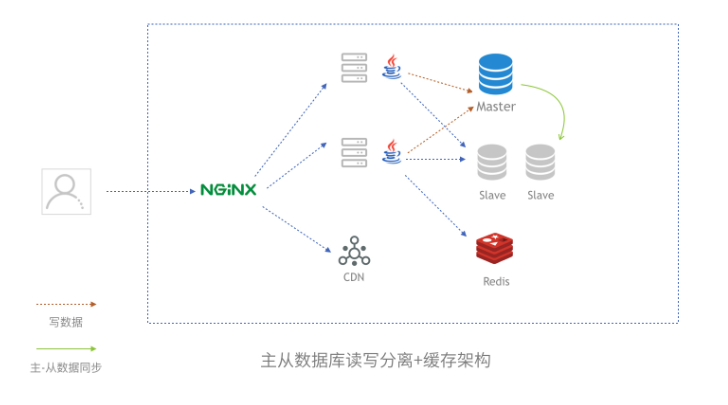 Master
NGINX
Slave
Slave
CDN
Redis
写数据
主-从数据同步
主从数据库读写分离+缓存架构